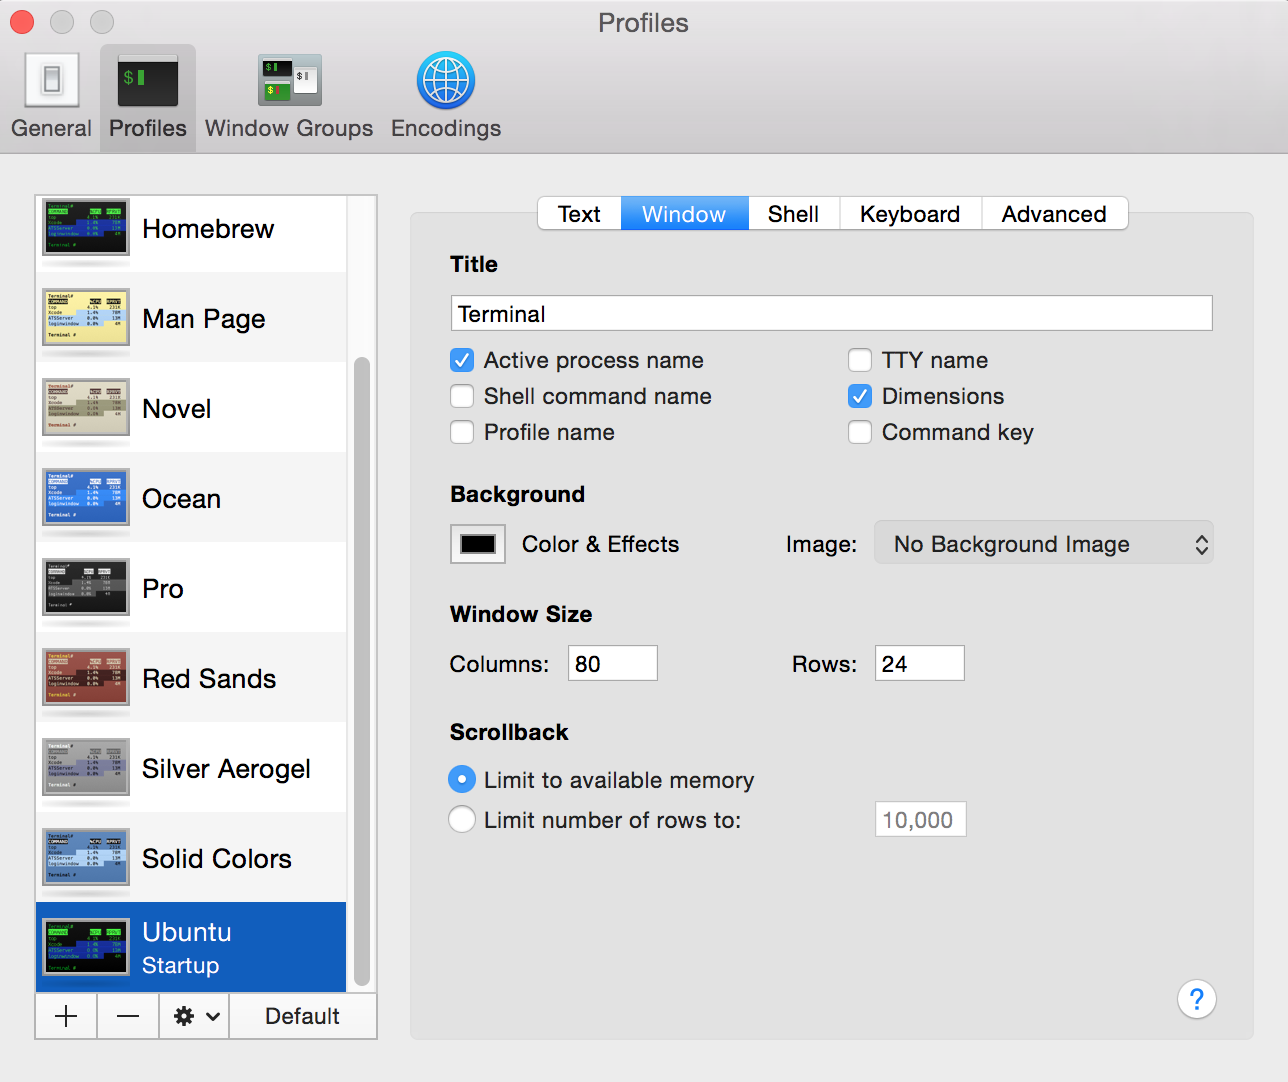 Profiles
General
Profiles
Window Groups
Encodings
Homebrew
Man Page
Novel
Ocean
Pro
Red Sands
Silver Aerogel
Solid Colors
Ubuntu
Startup
Default
Text Window Shell Keyboard Advanced
Title
Terminal
Active process name
TTY name
Shell command name
Dimensions
Profile name
Command key
Background
Color & Effects
Image: No Background Image
Window Size
Columns: 80
Rows: 24
Scrollback
Limit to available memory
Limit number of rows to: 10,000
?